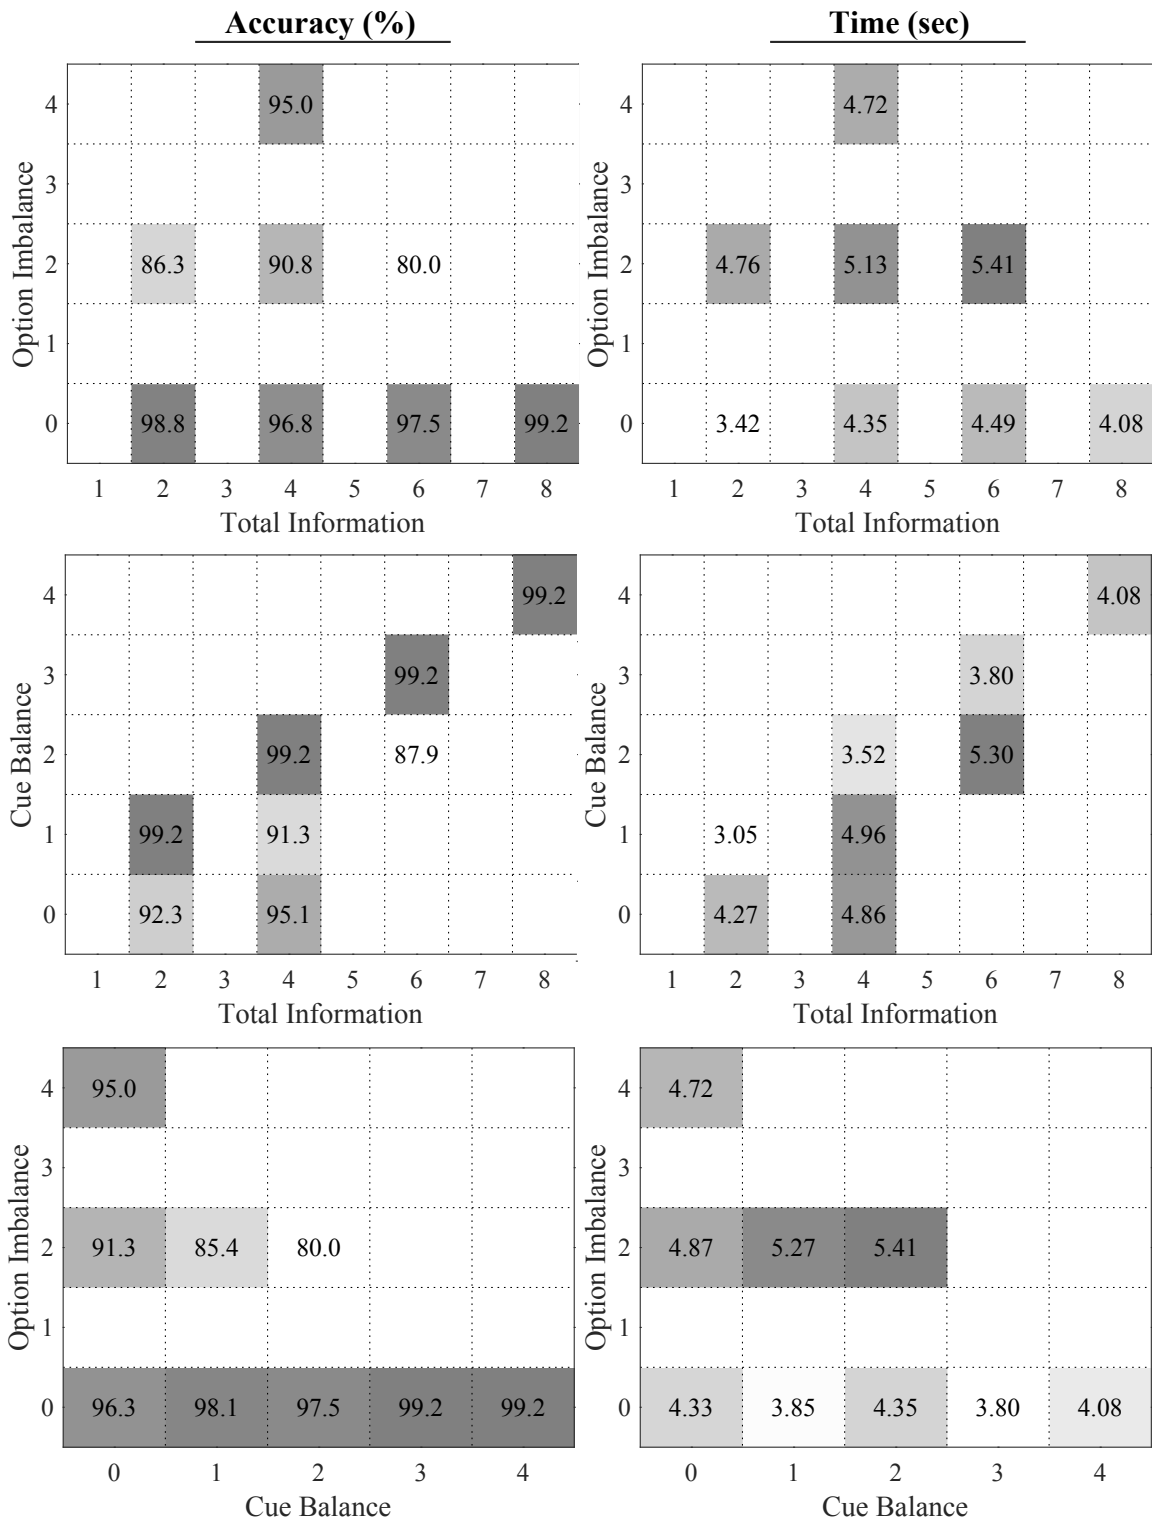 Accuracy (%) Time (sec)
4 95.0 4 4.72
3 3
2 86.3 90.8 80.0 2 4.76 5.13 5.41
1 1
0 98.8 96.8 97.5 99.2 0 3.42 4.35 4.49 4.08
Option Imbalance Option Imbalance
1 2 3 4 5 6 7 8 1 2 3 4 5 6 7 8
Total Information Total Information
4 99.2 4 4.08
3 99.2 3 3.80
2 99.2 87.9 2 3.52 5.30
1 99.2 91.3 1 3.05 4.96
0 92.3 95.1 0 4.27 4.86
Cue Balance Cue Balance
1 2 3 4 5 6 7 8 1 2 3 4 5 6 7 8
Total Information Total Information
4 95.0 4 4.72
3 3
2 91.3 85.4 80.0 2 4.87 5.27 5.41
1 1
0 96.3 98.1 97.5 99.2 99.2 0 4.33 3.85 4.35 3.80 4.08
Option Imbalance Option Imbalance
0 1 2 3 4 0 1 2 3 4
Cue Balance Cue Balance